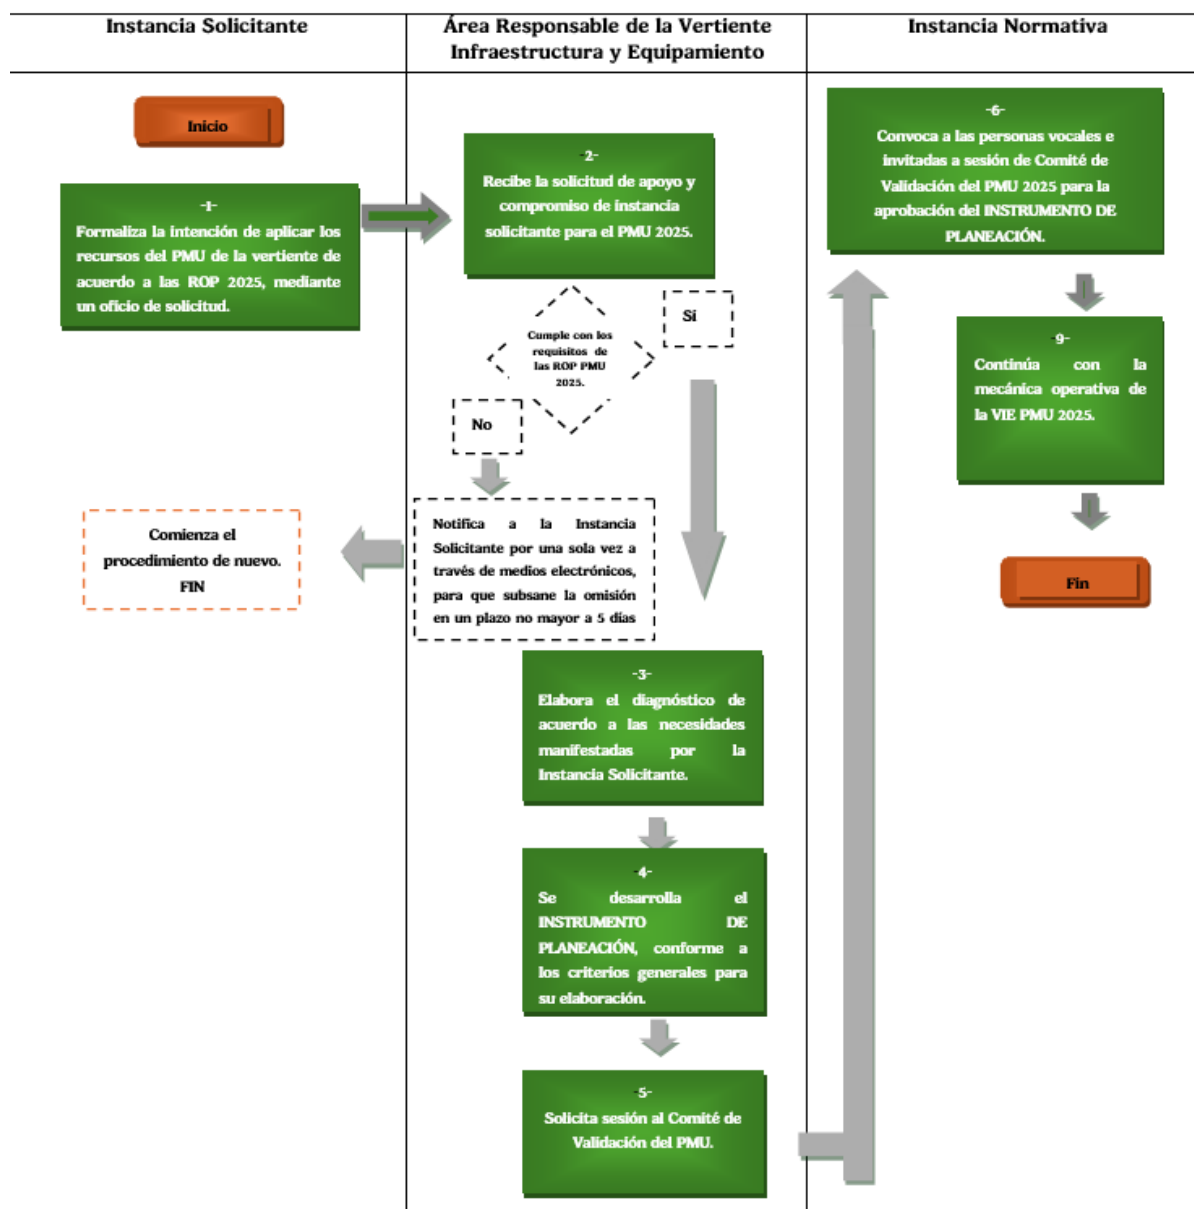 Instancia Solicitante
Área Responsable de la Vertiente
Infraestructura y Equipamiento
Instancia Normativa
Inicio
-1-
Formaliza la intención de aplicar los
recursos del PMU de la vertiente de
acuerdo a las ROP 2025, mediante
un oficio de solicitud.
-2-
Recibe la solicitud de apoyo y
compromiso de instancia
solicitante para el PMU 2025.
Cumple con los
requisitos de
las ROP PMU
2025.
Sí
No
Notifica a la Instancia
Solicitante por una sola vez a
través de medios electrónicos,
para que subsane la omisión
en un plazo no mayor a 5 días
Comienza el
procedimiento de nuevo.
FIN
-3-
Elabora el diagnóstico de
acuerdo a las necesidades
manifestadas por la
Instancia Solicitante.
-4-
Se desarrolla el
INSTRUMENTO DE
PLANEACIÓN, conforme a
los criterios generales para
su elaboración.
-5-
Solicita sesión al Comité de
Validación del PMU.
-6-
Convoca a las personas vocales e
invitadas a sesión de Comité de
Validación del PMU 2025 para la
aprobación del INSTRUMENTO DE
PLANEACIÓN.
-9-
Continúa con la
mecánica operativa de
la VIE PMU 2025.
Fin